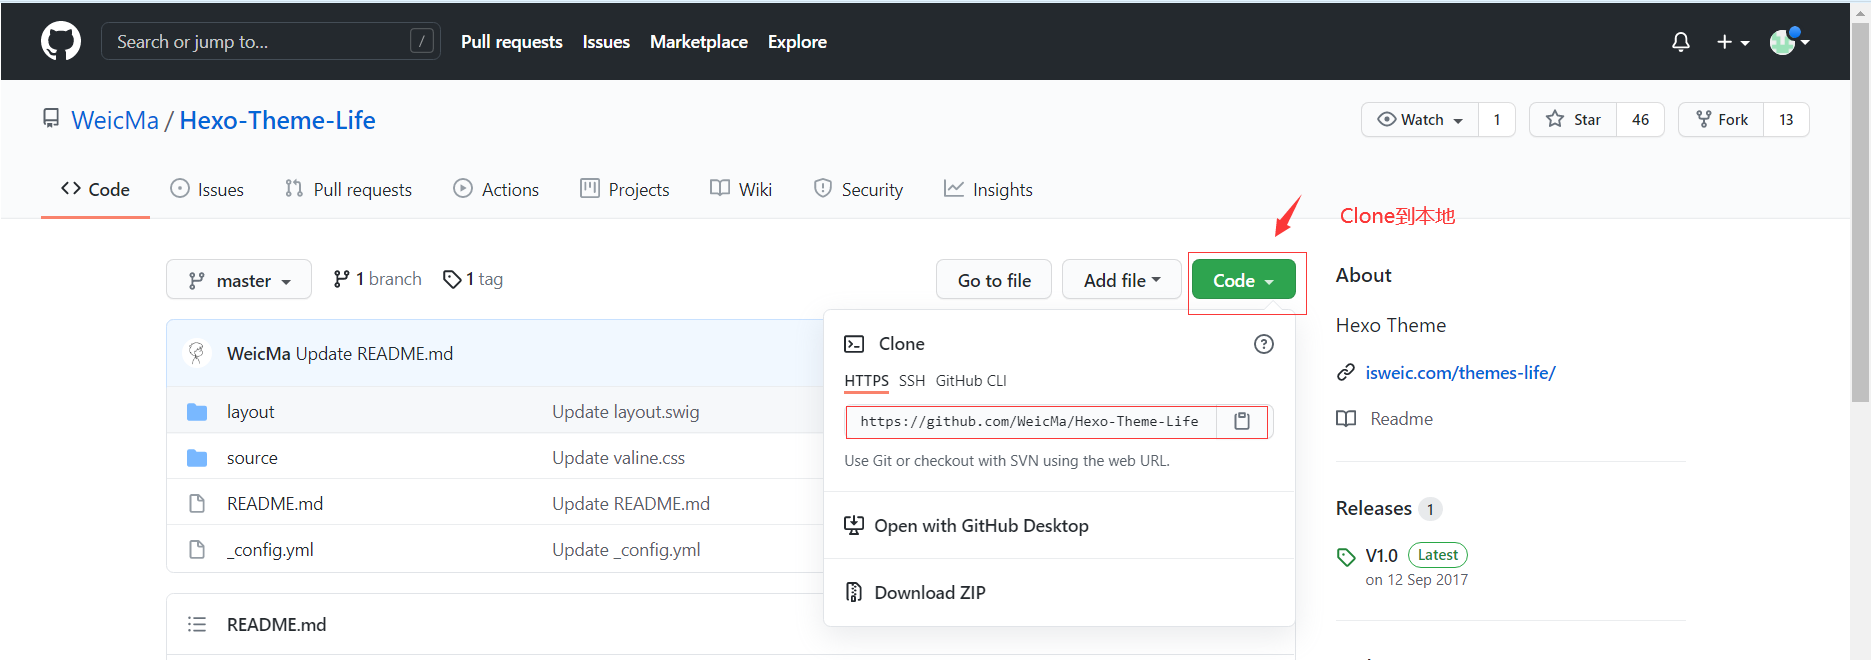 Search or jump to... /
Pull requests Issues Marketplace Explore
WeicMa / Hexo-Theme-Life
Watch 1 Star 46 Fork 13
Code Issues Pull requests Actions Projects Wiki Security Insights
Clone到本地
master 1 branch 1 tag
Go to file Add file Code
WeicMa Update README.md
layout Update layout.swig
source Update valine.css
README.md Update README.md
_config.yml Update _config.yml
README.md
Clone
HTTPS SSH GitHub CLI
https://github.com/WeicMa/Hexo-Theme-Life
Use Git or checkout with SVN using the web URL.
Open with GitHub Desktop
Download ZIP
About
Hexo Theme
isweic.com/themes-life/
Readme
Releases 1
V1.0 Latest
on 12 Sep 2017